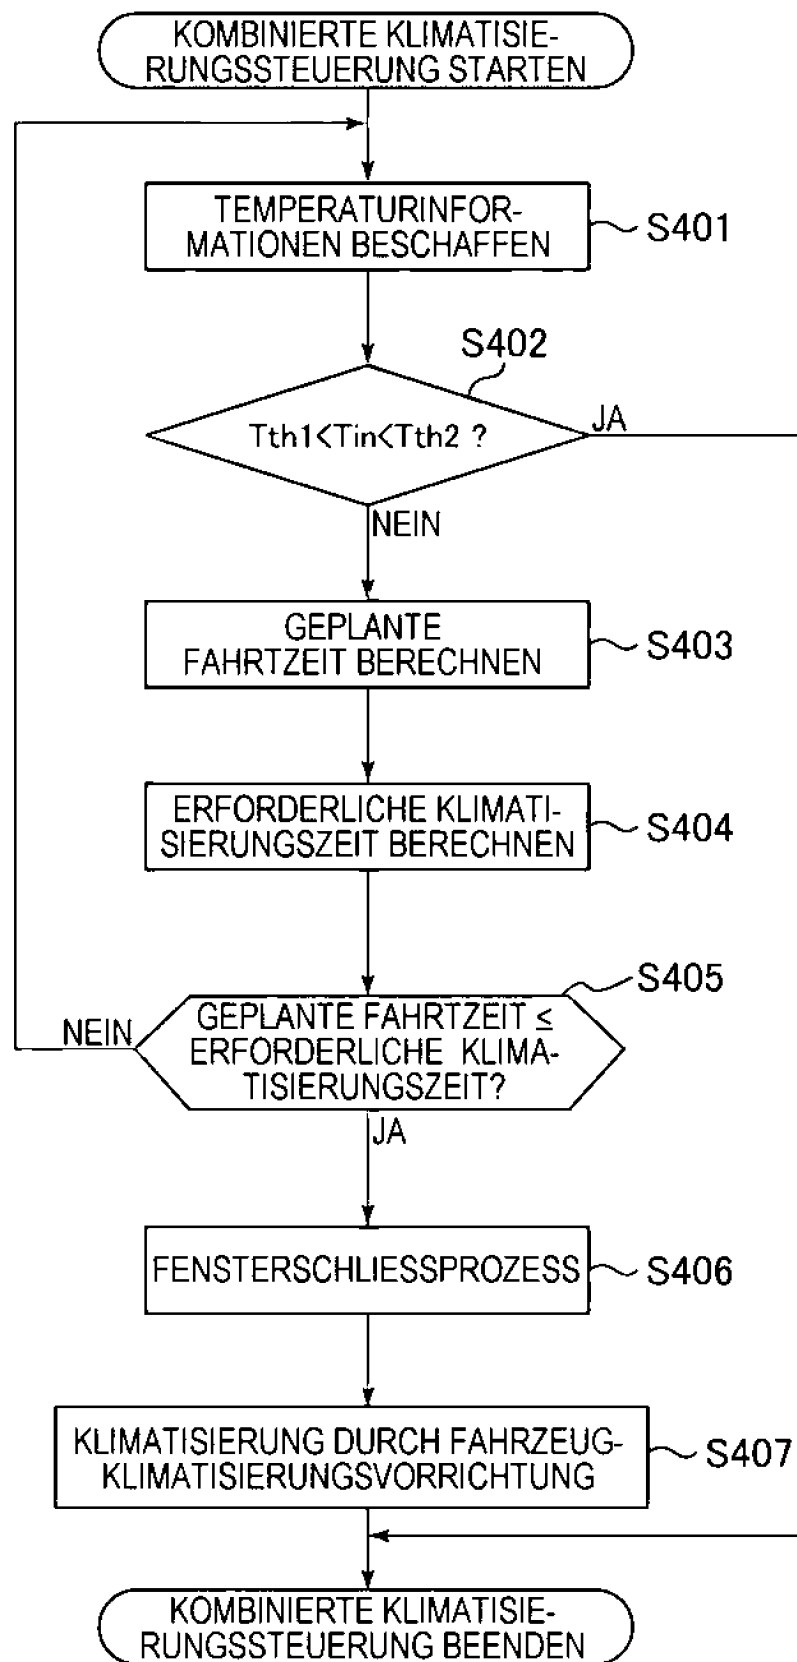 KOMBINIERTE KLIMATISIE-
RUNGSSTEUERUNG STARTEN
TEMPERATURINFOR-
MATIONEN BESCHAFFEN
S401
S402
Tth1<Tin<Tth2 ?
JA
NEIN
GEPLANTE
FAHRTZEIT BERECHNEN
S403
ERFORDERLICHE KLIMATI-
SIERUNGSZEIT BERECHNEN
S404
S405
GEPLANTE FAHRTZEIT ≤
ERFORDERLICHE KLIMA-
TISIERUNGSZEIT?
NEIN
JA
FENSTERSCHLIESSPROZESS
S406
KLIMATISIERUNG DURCH FAHRZEUG-
KLIMATISIERUNGSVORRICHTUNG
S407
KOMBINIERTE KLIMATISIE-
RUNGSSTEUERUNG BEENDEN